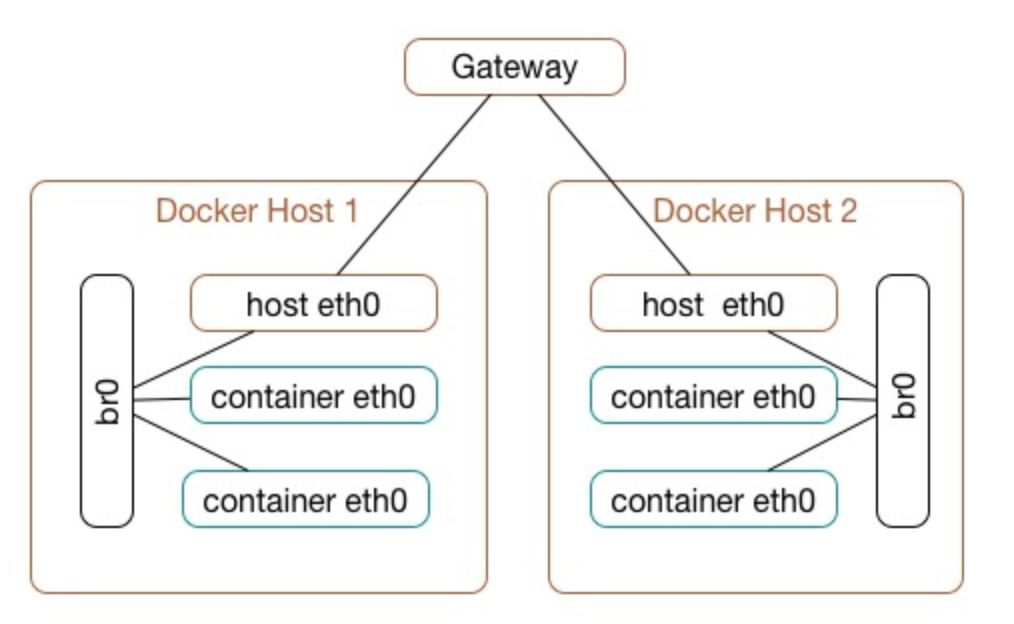 Gateway
Docker Host 1
host eth0
br0
container eth0
container eth0
Docker Host 2
host  eth0
container eth0
br0
container eth0